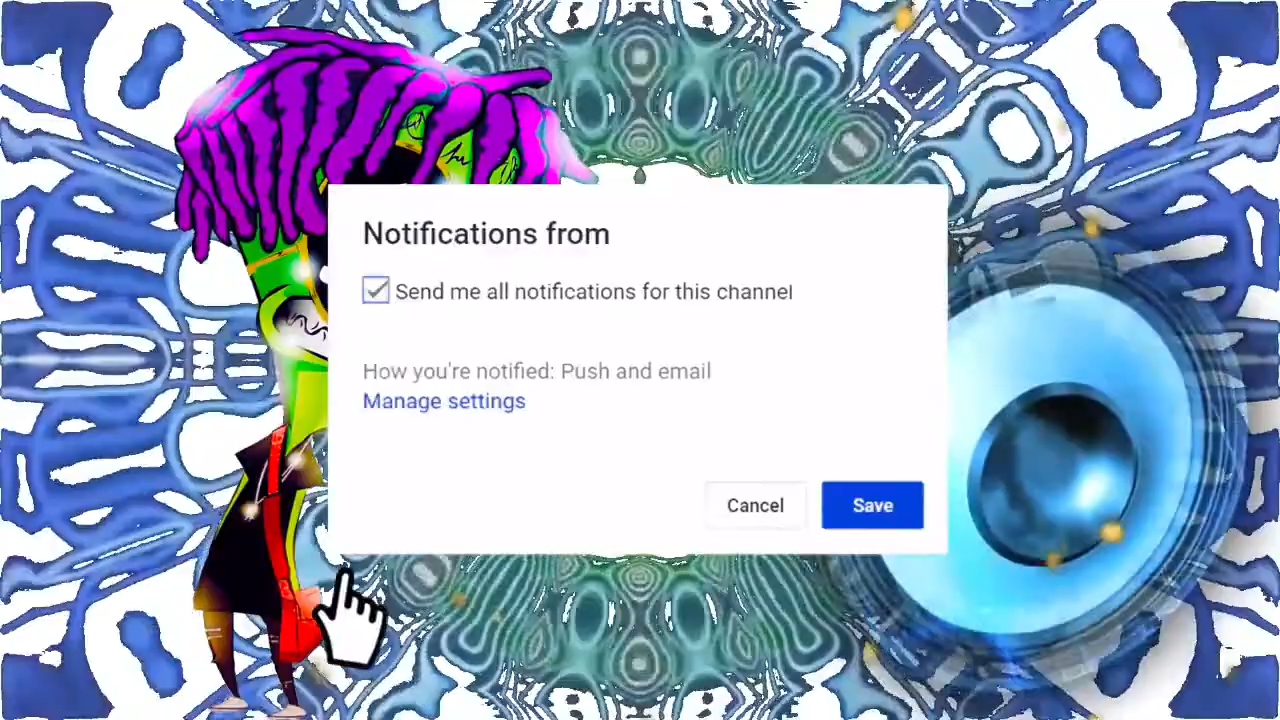 Notifications from
Send me all notifications for this channel
How you're notified: Push and email
Manage settings
Cancel
Save